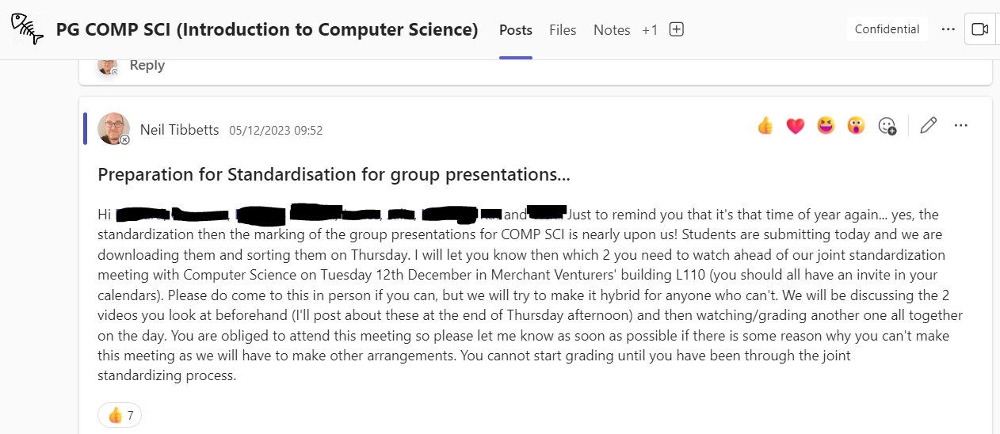 PG COMP SCI (Introduction to Computer Science) Posts Files Notes +1 Confidential
Reply
Neil Tibbetts 05/12/2023 09:52
Preparation for Standardisation for group presentations...
Hi and Just to remind you that it's that time of year again... yes, the
standardization then the marking of the group presentations for COMP SCI is nearly upon us! Students are submitting today and we are
downloading them and sorting them on Thursday. I will let you know then which 2 you need to watch ahead of our joint standardization
meeting with Computer Science on Tuesday 12th December in Merchant Venturers' building L110 (you should all have an invite in your
calendars). Please do come to this in person if you can, but we will try to make it hybrid for anyone who can't. We will be discussing the 2
videos you look at beforehand (I'll post about these at the end of Thursday afternoon) and then watching/grading another one all together
on the day. You are obliged to attend this meeting so please let me know as soon as possible if there is some reason why you can't make
this meeting as we will have to make other arrangements. You cannot start grading until you have been through the joint
standardizing process.
👍 7